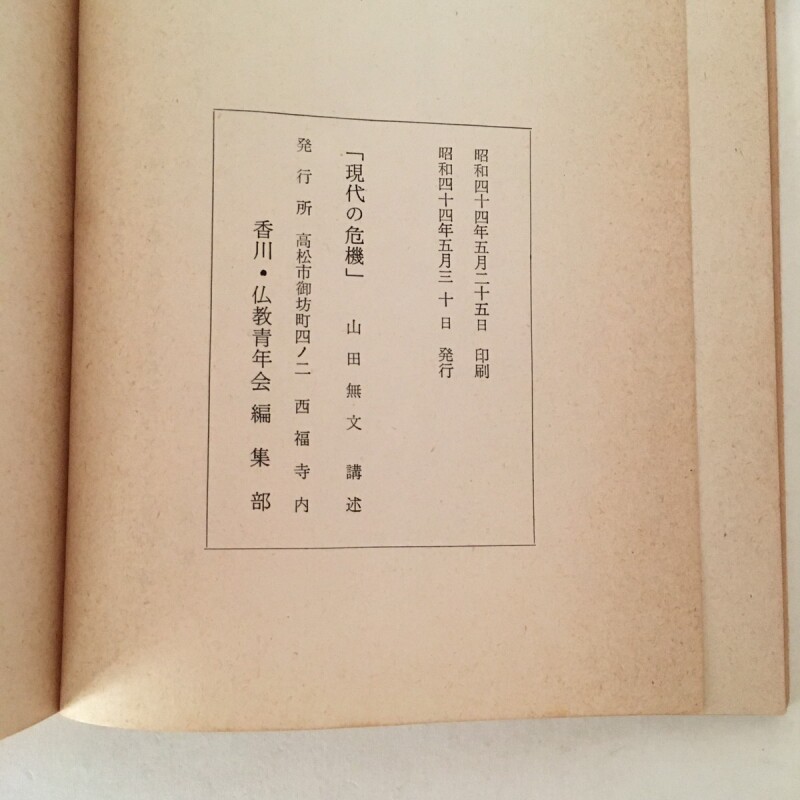 昭和四十四年五月二十五日 印刷
昭和四十四年五月三十日 発行
「現代の危機」 山田無文 講述
発行所 高松市御坊町四ノ二 西福寺内
香川・仏教青年会編集部